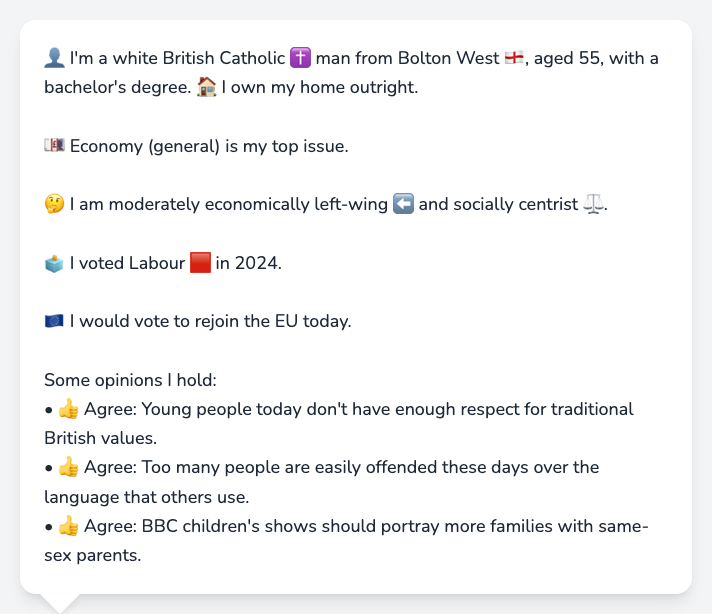 👤 I'm a white British Catholic ✝️ man from Bolton West 🏴󠁧󠁢󠁥󠁮󠁧󠁿, aged 55, with a
bachelor's degree. 🏠 I own my home outright.
💷 Economy (general) is my top issue.
🤔 I am moderately economically left-wing ⬅️ and socially centrist ⚖️.
🗳️ I voted Labour 🟥 in 2024.
🇪🇺 I would vote to rejoin the EU today.
Some opinions I hold:
• 👍 Agree: Young people today don't have enough respect for traditional
British values.
• 👍 Agree: Too many people are easily offended these days over the
language that others use.
• 👍 Agree: BBC children's shows should portray more families with same-
sex parents.